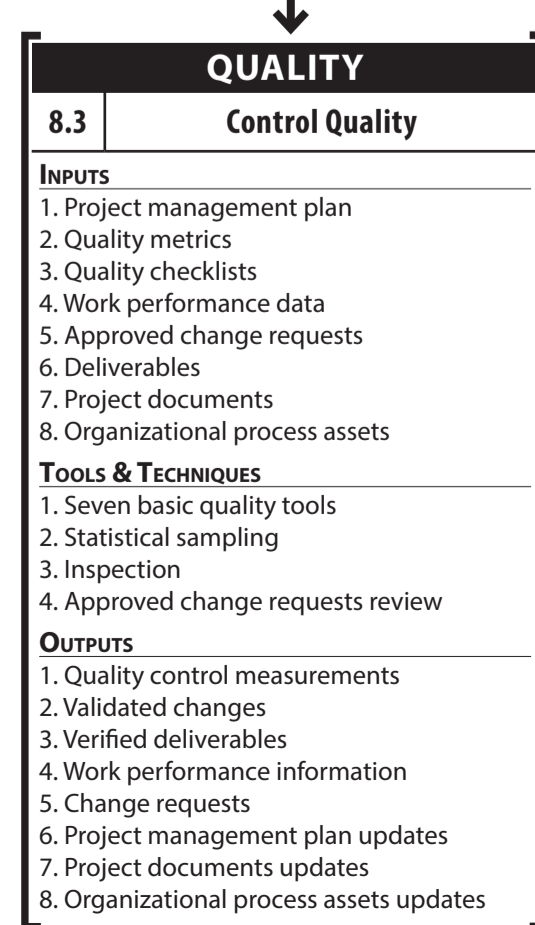 QUALITY
8.3 Control Quality
INPUTS
1. Project management plan
2. Quality metrics
3. Quality checklists
4. Work performance data
5. Approved change requests
6. Deliverables
7. Project documents
8. Organizational process assets
TOOLS & TECHNIQUES
1. Seven basic quality tools
2. Statistical sampling
3. Inspection
4. Approved change requests review
OUTPUTS
1. Quality control measurements
2. Validated changes
3. Verified deliverables
4. Work performance information
5. Change requests
6. Project management plan updates
7. Project documents updates
8. Organizational process assets updates